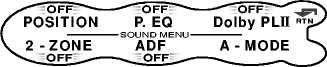 OFF OFF OFF
POSITION P. EQ Dolby PLII RTN
SOUND MENU
2 - ZONE ADF A - MODE
OFF OFF OFF